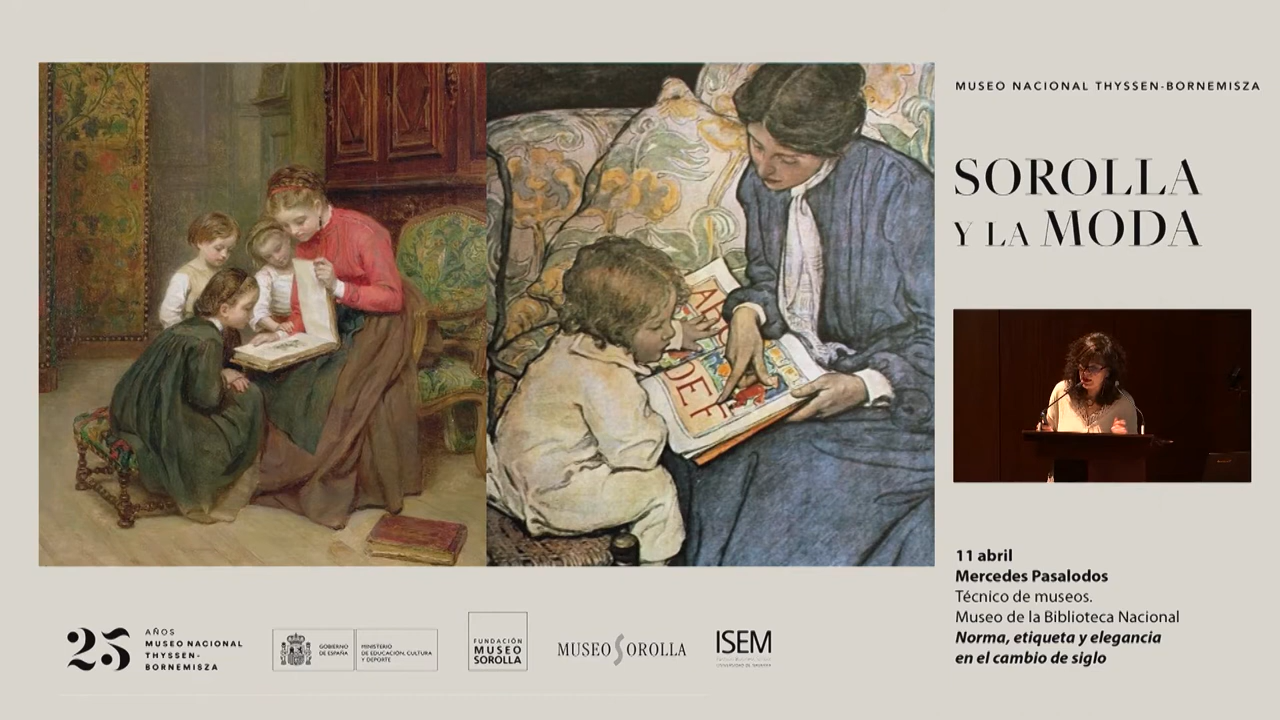 MUSEO NACIONAL THYSSEN-BORNEMISZA
SOROLLA
Y LA MODA
ABC
DEF
11 abril
Mercedes Pasalodos
Técnico de museos.
Museo de la Biblioteca Nacional
Norma, etiqueta y elegancia
en el cambio de siglo
25
AÑOS
MUSEO NACIONAL
THYSSEN-
BORNEMISZA
GOBIERNO
DE ESPAÑA
MINISTERIO
DE EDUCACIÓN, CULTURA
Y DEPORTE
FUNDACIÓN
MUSEO
SOROLLA
MUSEO SOROLLA
ISEM